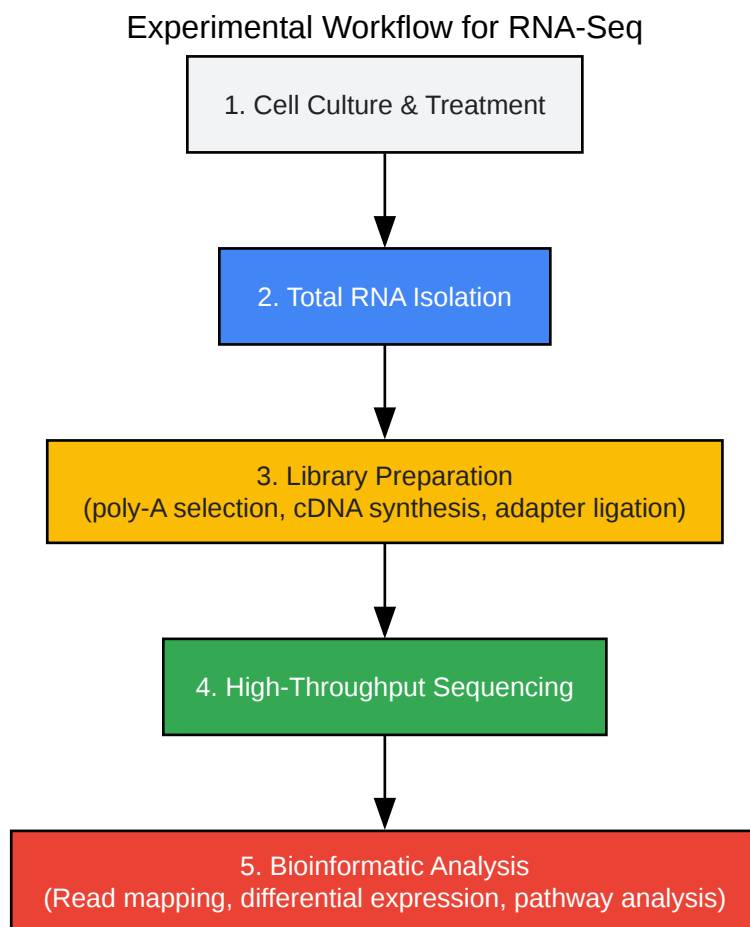 Experimental Workflow for RNA-Seq
1. Cell Culture & Treatment
2. Total RNA Isolation
3. Library Preparation
(poly-A selection, cDNA synthesis, adapter ligation)
4. High-Throughput Sequencing
5. Bioinformatic Analysis
(Read mapping, differential expression, pathway analysis)